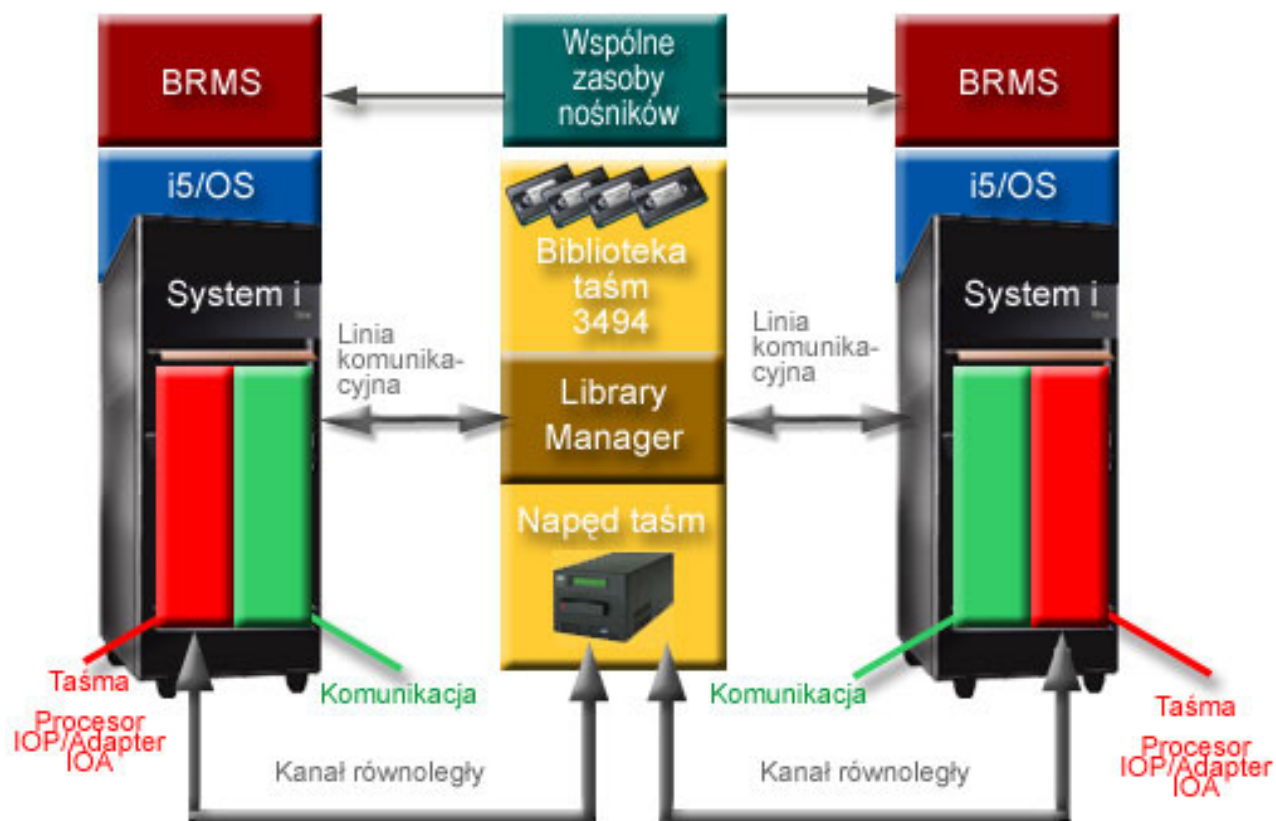 BRMS
Wspólne
zasoby
nośników
BRMS
i5/OS
i5/OS
Biblioteka
taśm
3494
System i
System i
Linia
komunika-
cyjna
Linia
komunika-
cyjna
Library
Manager
Napęd taśm
Taśma
Procesor
IOP/Adapter
IOA
Komunikacja
Komunikacja
Taśma
Procesor
IOP/Adapter
IOA
Kanał równoległy
Kanał równoległy